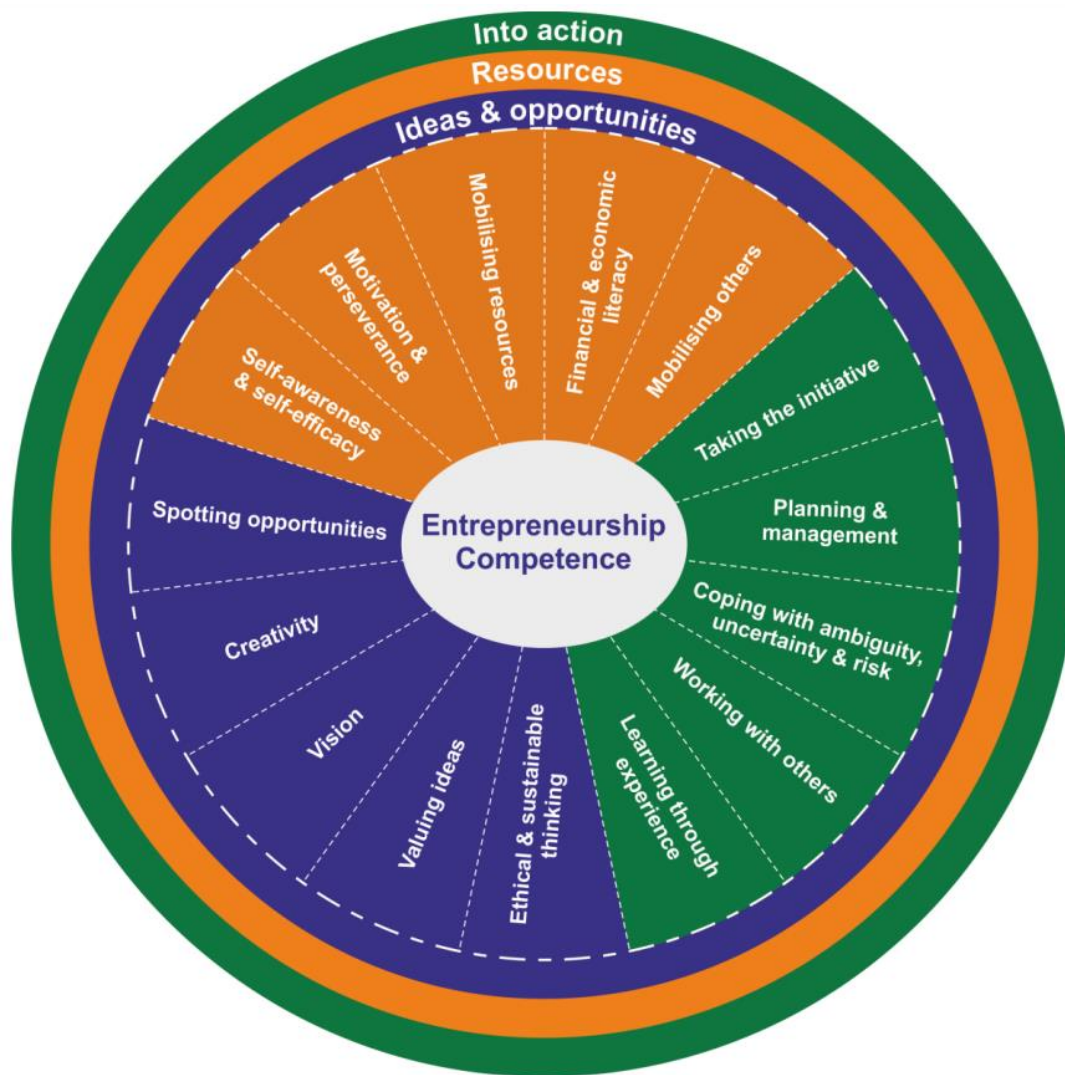 Into action
Resources
Ideas & opportunities
Mobilising resources
Financial & economic
literacy
Mobilising others
Motivation &
perseverance
Self-awareness
& self-efficacy
Taking the initiative
Spotting opportunities
Entrepreneurship
Competence
Planning &
management
Creativity
Coping with ambiguity,
uncertainty & risk
Vision
Working with others
Valuing ideas
Ethical & sustainable
thinking
Learning through
experience